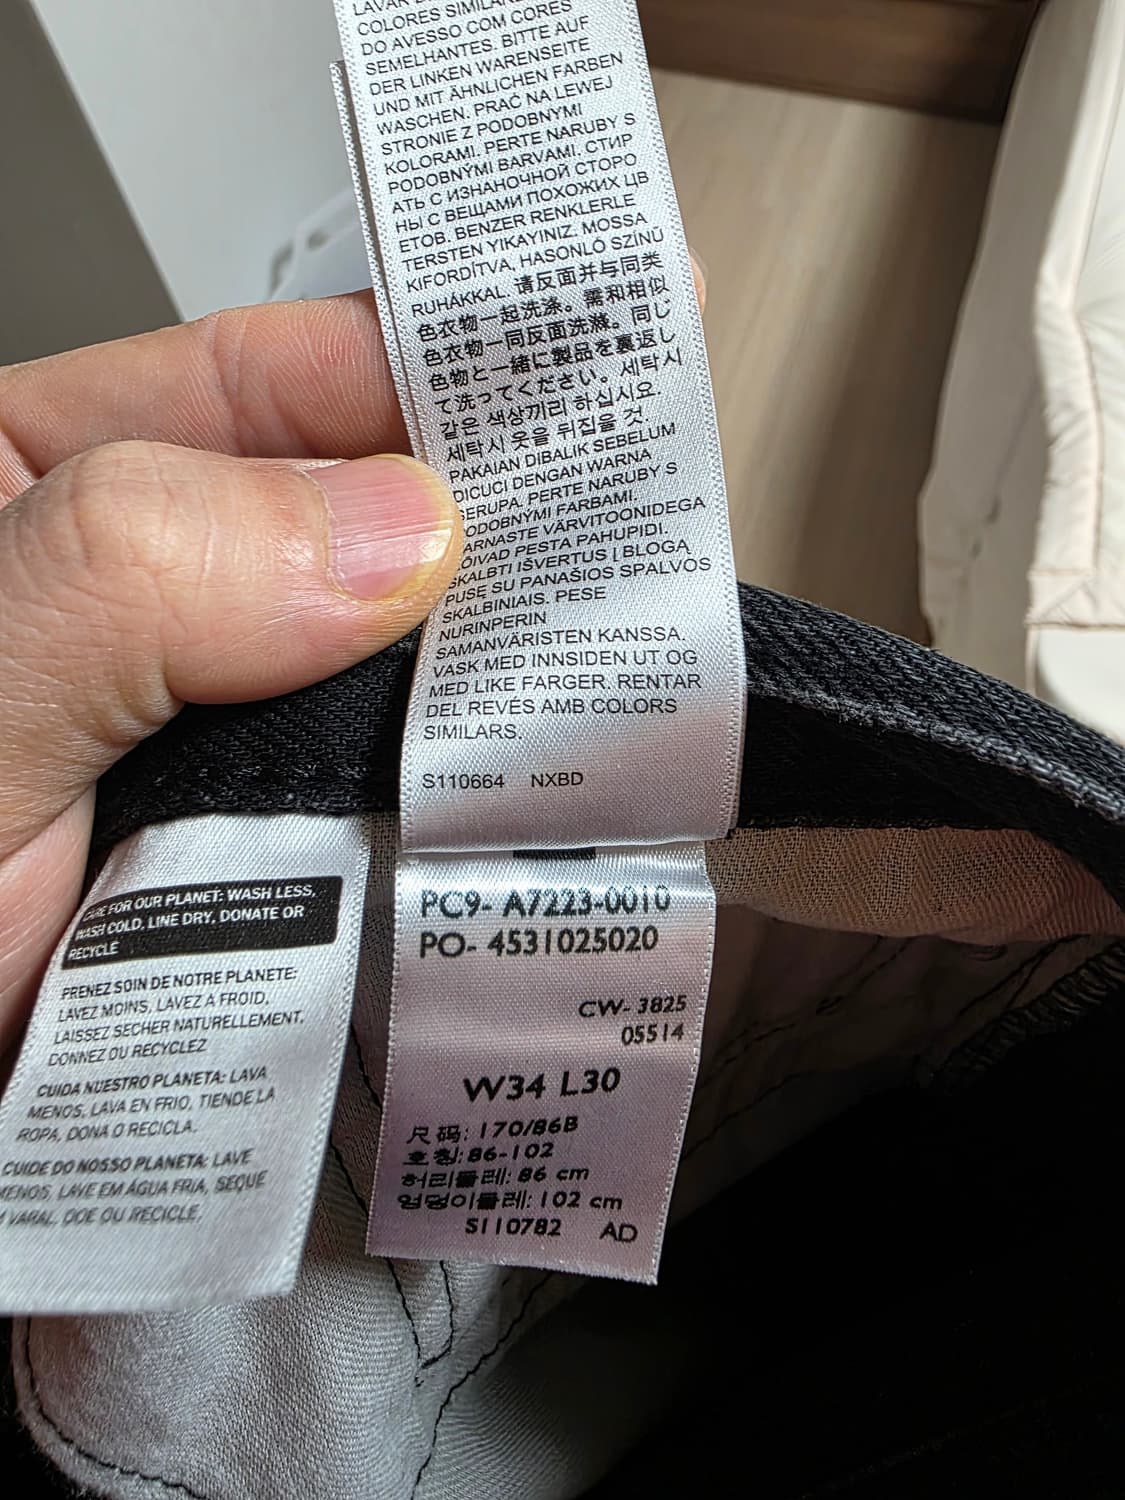 COLORES SIMILARES
DO AVESSO COM CORES
SEMELHANTES. BITTE AUF
DER LINKEN WARENSEITE
UND MIT ÄHNLICHEN FARBEN
WASCHEN. PRAĆ NA LEWEJ
STRONIE Z PODOBNYMI
KOLORAMI. PERTE NARUBY S
PODOBNÝMI BARVAMI. СТИР
АТЬ С ИЗНАНОЧНОЙ СТОРО
НЫ С ВЕЩАМИ ПОХОЖИХ ЦВ
ЕТОВ. BENZER RENKLERLE
TERSTEN YIKAYINIZ. MOSSA
KIFORDÍTVA, HASONLÓ SZÍNŰ
RUHÁKKAL. 请反面并与同类
色衣物一起洗涤。需和相似
色衣物一同反面洗滌。同じ
色物と一緒に製品を裏返し
て洗ってください。세탁시
같은 색상끼리 하십시요.
세탁시 옷을 뒤집을 것.
PAKAIAN DIBALIK SEBELUM
DICUCI DENGAN WARNA
SERUPA. PERTE NARUBY S
PODOBNÝMI FARBAMI.
SARNASTE VÄRVITOONIDEGA
RÕIVAD PESTA PAHUPIDI.
SKALBTI IŠVERTUS Į BLOGĄ
PUSĘ SU PANAŠIOS SPALVOS
SKALBINIAIS. PESE
NURINPERIN
SAMANVÄRISTEN KANSSA.
VASK MED INNSIDEN UT OG
MED LIKE FARGER. RENTAR
DEL REVÉS AMB COLORS
SIMILARS.
S110664 NXBD
PC9- A7223-0010
PO- 4531025020
CW- 3825
05514
W34 L30
尺码: 170/86B
호칭: 86-102
허리둘레: 86 cm
엉덩이둘레: 102 cm
S110782 AD
CARE FOR OUR PLANET: WASH LESS,
WASH COLD, LINE DRY, DONATE OR
RECYCLE
PRENEZ SOIN DE NOTRE PLANETE:
LAVEZ MOINS, LAVEZ A FROID,
LAISSEZ SECHER NATURELLEMENT,
DONNEZ OU RECYCLEZ
CUIDA NUESTRO PLANETA: LAVA
MENOS, LAVA EN FRIO, TIENDE LA
ROPA, DONA O RECICLA.
CUIDE DO NOSSO PLANETA: LAVE
MENOS, LAVE EM ÁGUA FRIA, SEQUE
VARAL, DOE OU RECICLE.